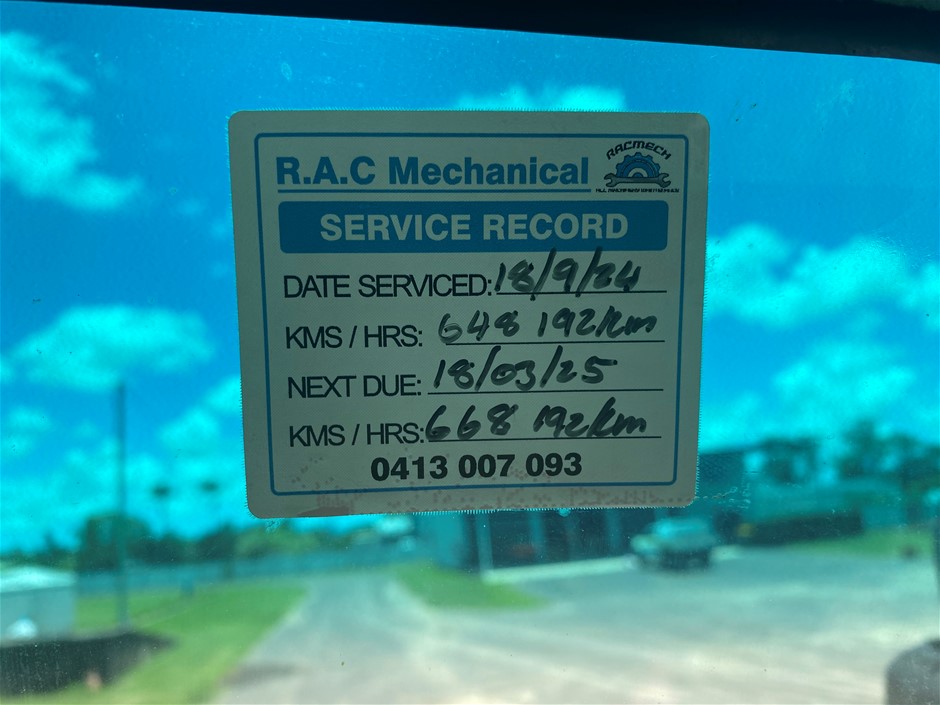 R.A.C Mechanical
RACMECH
SERVICE RECORD
DATE SERVICED: 18/9/24
KMS / HRS: 648 192km
NEXT DUE: 18/03/25
KMS / HRS: 668 192km
0413 007 093